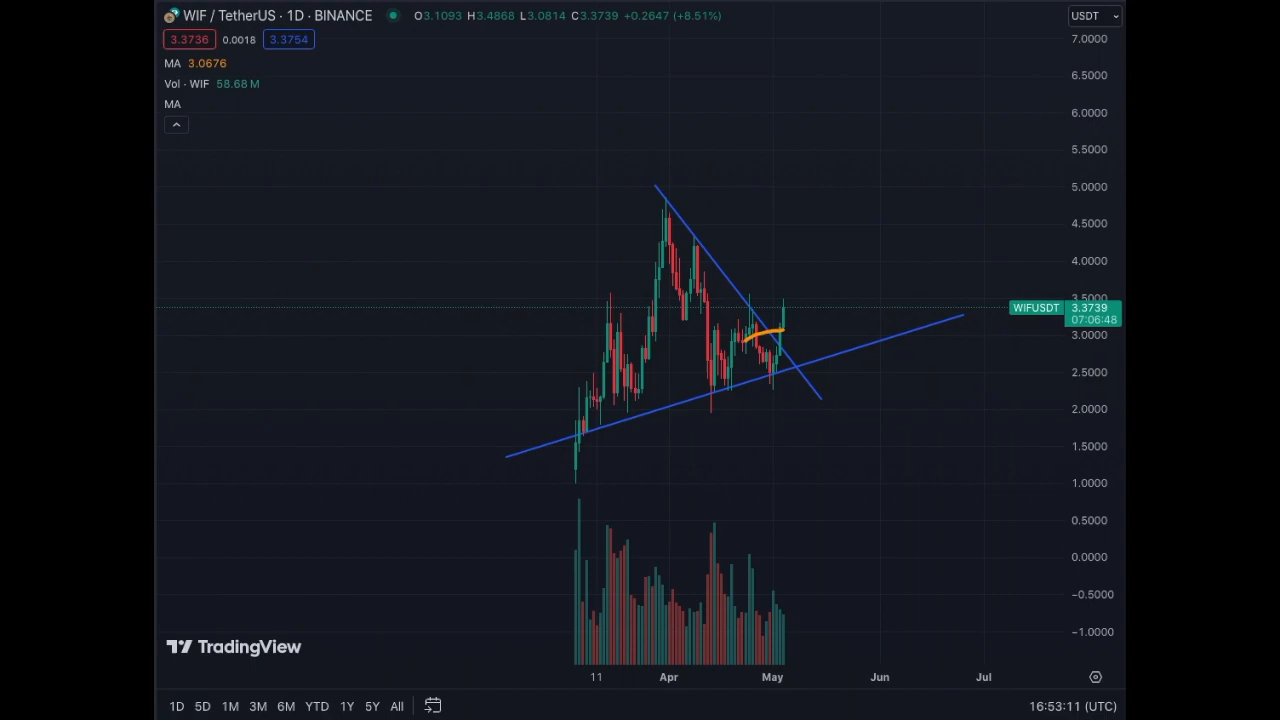 WIF / TetherUS · 1D · BINANCE O3.1093 H3.4868 L3.0814 C3.3739 +0.2647 (+8.51%)
USDT
3.3736 0.0018 3.3754
MA 3.0676
Vol · WIF 58.68 M
MA
7.0000
6.5000
6.0000
5.5000
5.0000
4.5000
4.0000
3.5000
WIFUSDT 3.3739
07:06:48
3.0000
2.5000
2.0000
1.5000
1.0000
0.5000
0.0000
−0.5000
−1.0000
TradingView
11 Apr May Jun Jul
1D 5D 1M 3M 6M YTD 1Y 5Y All 16:53:11 (UTC)